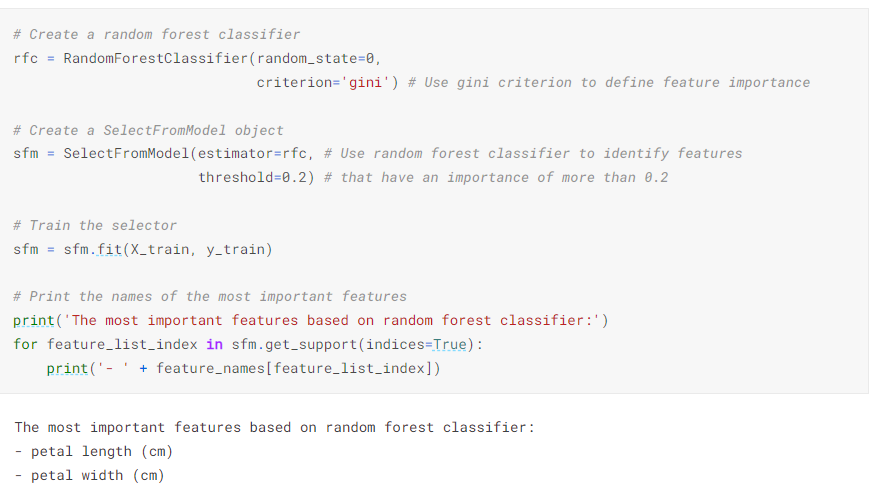 # Create a random forest classifier
rfc = RandomForestClassifier(random_state=0,
criterion='gini') # Use gini criterion to define feature importance
# Create a SelectFromModel object
sfm = SelectFromModel(estimator=rfc, # Use random forest classifier to identify features
threshold=0.2) # that have an importance of more than 0.2
# Train the selector
sfm = sfm.fit(X_train, y_train)
# Print the names of the most important features
print('The most important features based on random forest classifier:')
for feature_list_index in sfm.get_support(indices=True):
print('- ' + feature_names[feature_list_index])
The most important features based on random forest classifier:
- petal length (cm)
- petal width (cm)